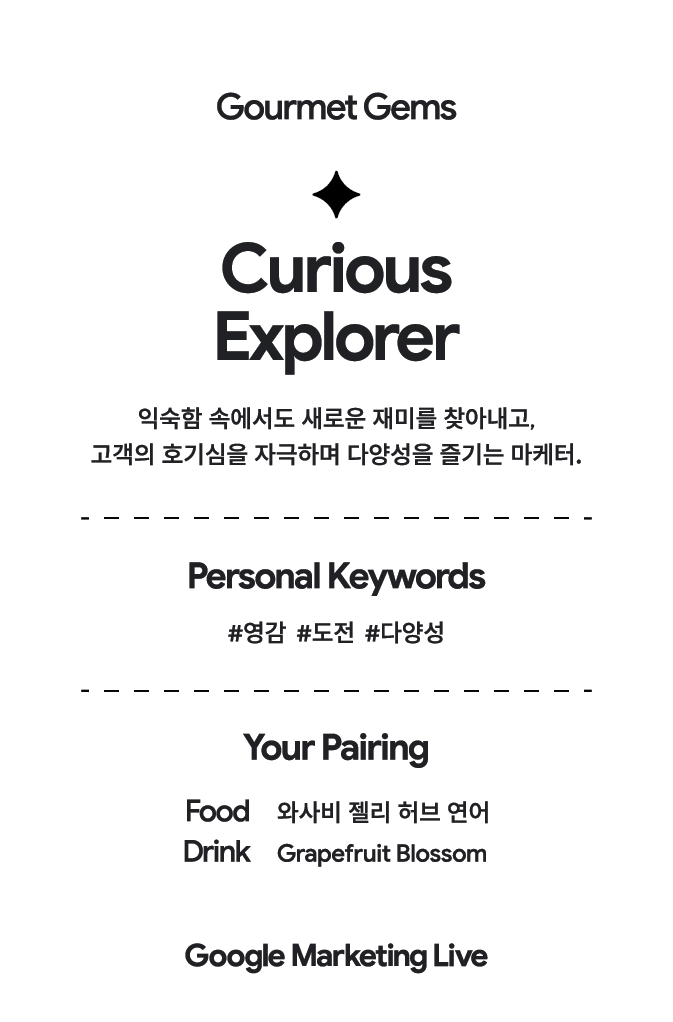 Gourmet Gems
Curious
Explorer
익숙함 속에서도 새로운 재미를 찾아내고,
고객의 호기심을 자극하며 다양성을 즐기는 마케터.
Personal Keywords
#영감 #도전 #다양성
Your Pairing
Food 와사비 젤리 허브 연어
Drink Grapefruit Blossom
Google Marketing Live